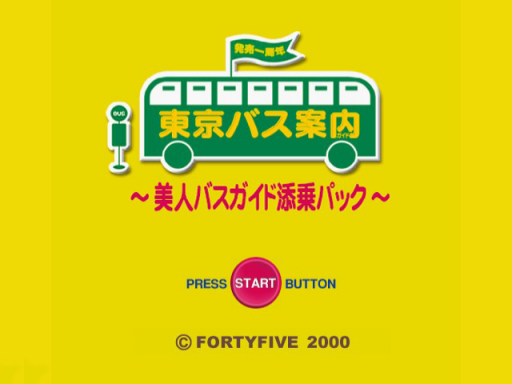 発売一周年
BUS
東京バス案内
ガイド
～美人バスガイド添乗パック～
PRESS START BUTTON
© FORTYFIVE 2000